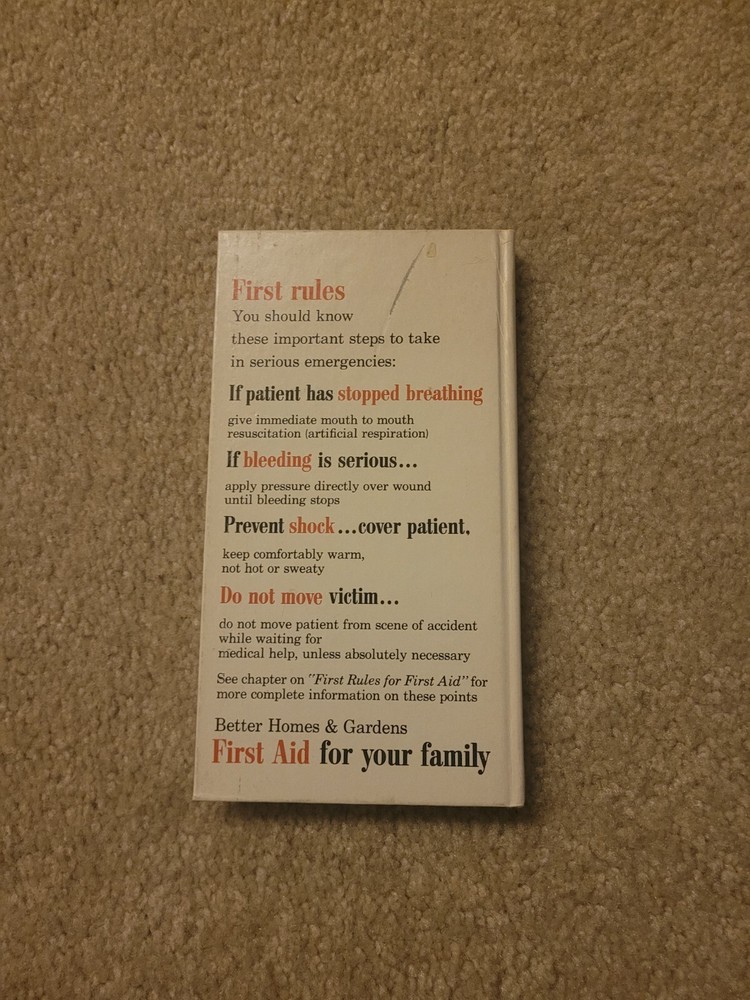 First rules
You should know
these important steps to take
in serious emergencies:
If patient has stopped breathing
give immediate mouth to mouth
resuscitation (artificial respiration)
If bleeding is serious...
apply pressure directly over wound
until bleeding stops
Prevent shock...cover patient,
keep comfortably warm,
not hot or sweaty
Do not move victim...
do not move patient from scene of accident
while waiting for
medical help, unless absolutely necessary
See chapter on "First Rules for First Aid" for
more complete information on these points
Better Homes & Gardens
First Aid for your family